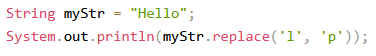 String myStr = "Hello";
System.out.println(myStr.replace('l', 'p'));